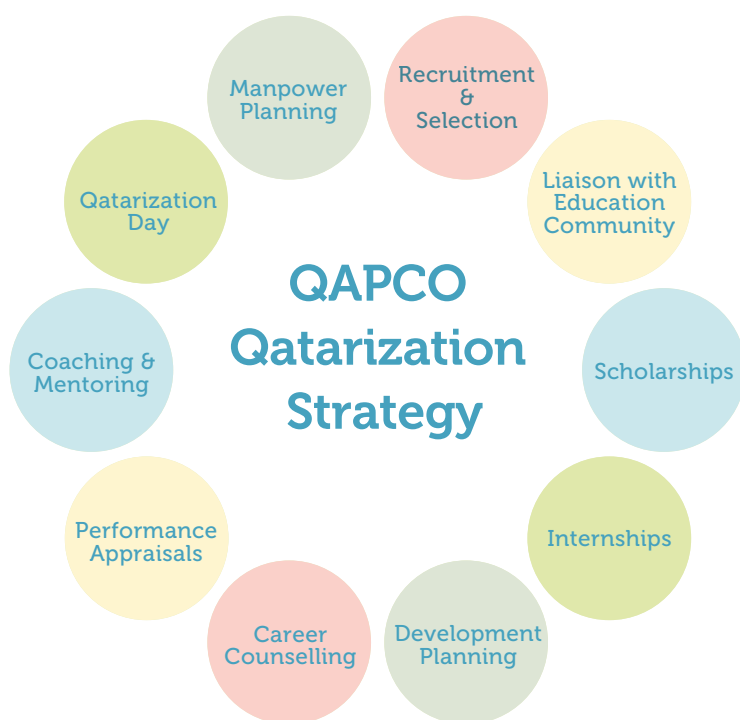 Manpower
Planning
Recruitment
&
Selection
Qatarization
Day
Liaison with
Education
Community
QAPCO
Qatarization
Strategy
Coaching &
Mentoring
Scholarships
Performance
Appraisals
Internships
Career
Counselling
Development
Planning